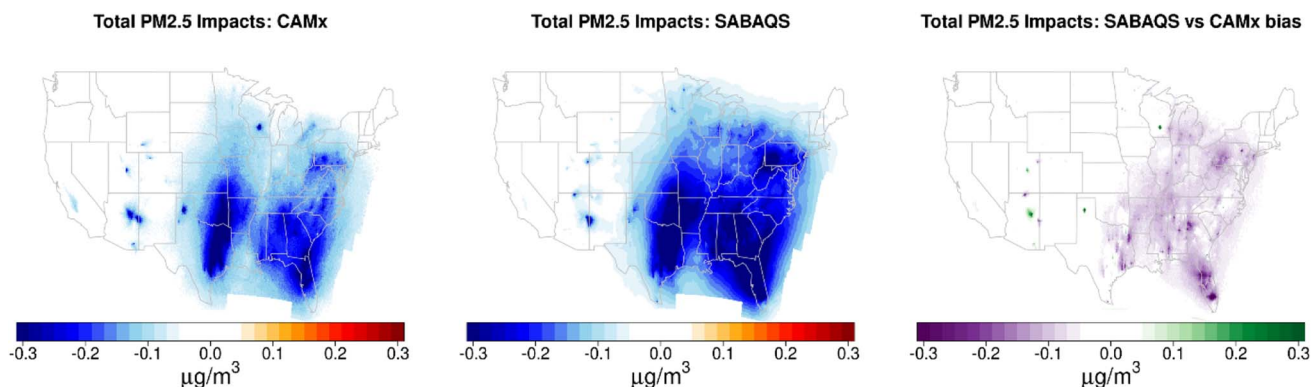 Total PM2.5 Impacts: CAMx
Total PM2.5 Impacts: SABAQS
Total PM2.5 Impacts: SABAQS vs CAMx bias
-0.3 -0.2 -0.1 0.0 0.1 0.2 0.3
μg/m³
-0.3 -0.2 -0.1 0.0 0.1 0.2 0.3
μg/m³
-0.3 -0.2 -0.1 0.0 0.1 0.2 0.3
μg/m³